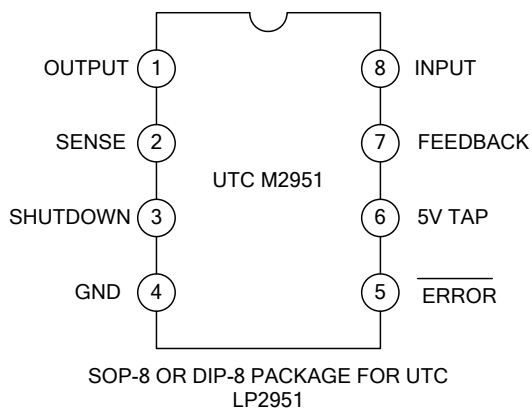 OUTPUT 1 8 INPUT
SENSE 2 7 FEEDBACK
UTC M2951
SHUTDOWN 3 6 5V TAP
GND 4 5 ERROR
SOP-8 OR DIP-8 PACKAGE FOR UTC
LP2951